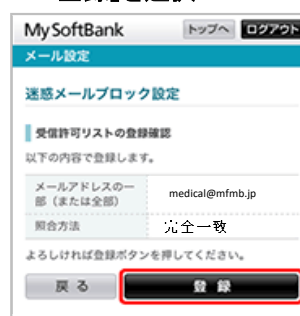 My SoftBank
トップへ
ログアウト
メール設定
迷惑メールブロック設定
受信許可リストの登録確認
以下の内容で登録します。
メールアドレスの一
部（または全部）
medical@mfmb.jp
照合方法
完全一致
よろしければ登録ボタンを押してください。
戻る
登録